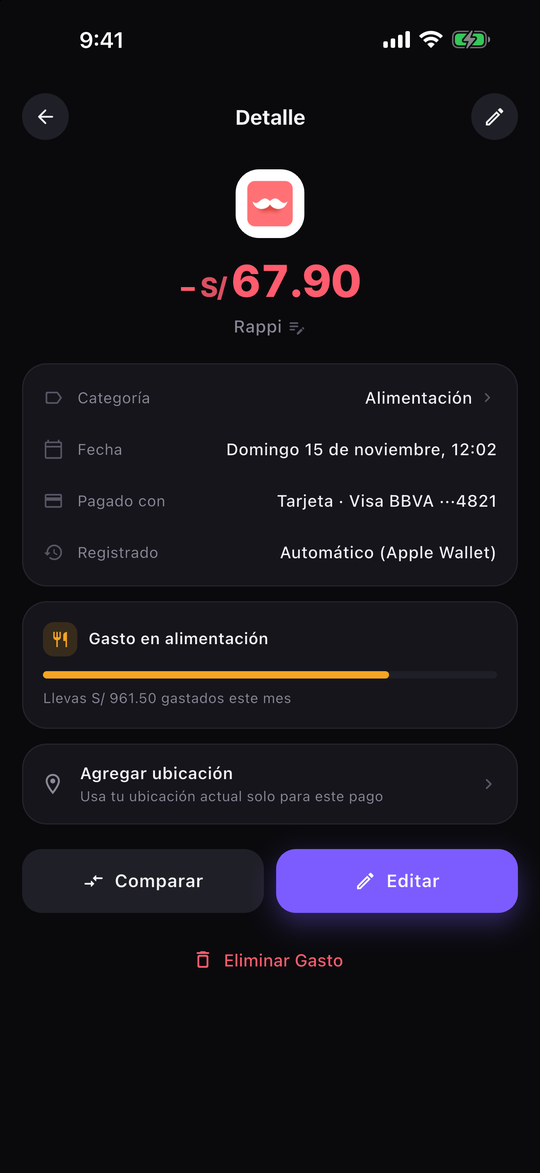 9:41
Detalle
– S/ 67.90
Rappi
Categoría Alimentación
Fecha Domingo 15 de noviembre, 12:02
Pagado con Tarjeta · Visa BBVA ···4821
Registrado Automático (Apple Wallet)
Gasto en alimentación
Llevas S/ 961.50 gastados este mes
Agregar ubicación
Usa tu ubicación actual solo para este pago
Comparar Editar
Eliminar Gasto